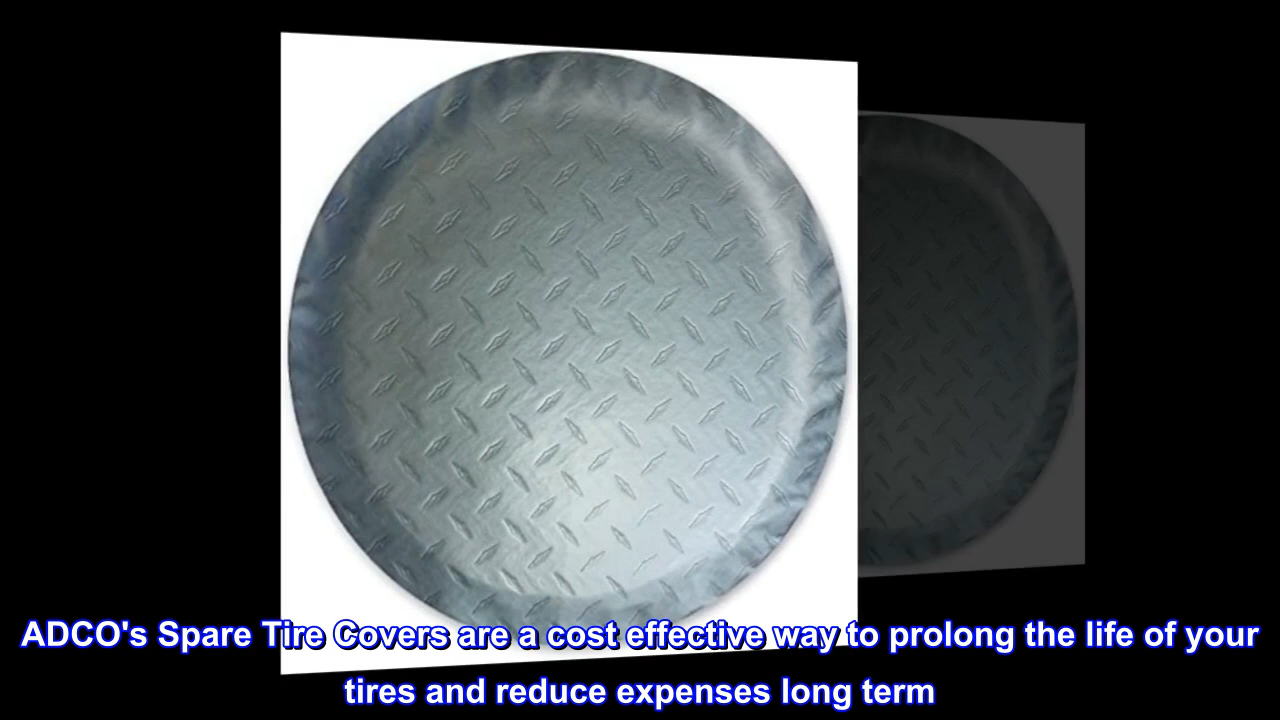 ADCO's Spare Tire Covers are a cost effective way to prolong the life of your
tires and reduce expenses long term